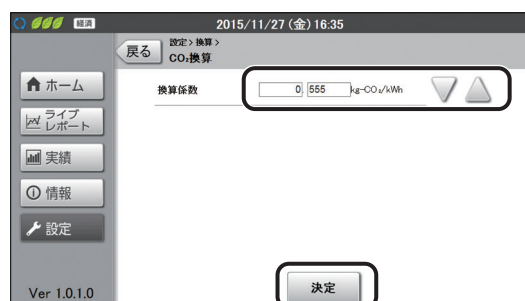 経済
2015/11/27 (金) 16:35
戻る
設定> 換算>
CO₂換算
ホーム
ライブ
レポート
実績
情報
設定
換算係数
0. 555 kg-CO₂/kWh
決定
Ver 1.0.1.0